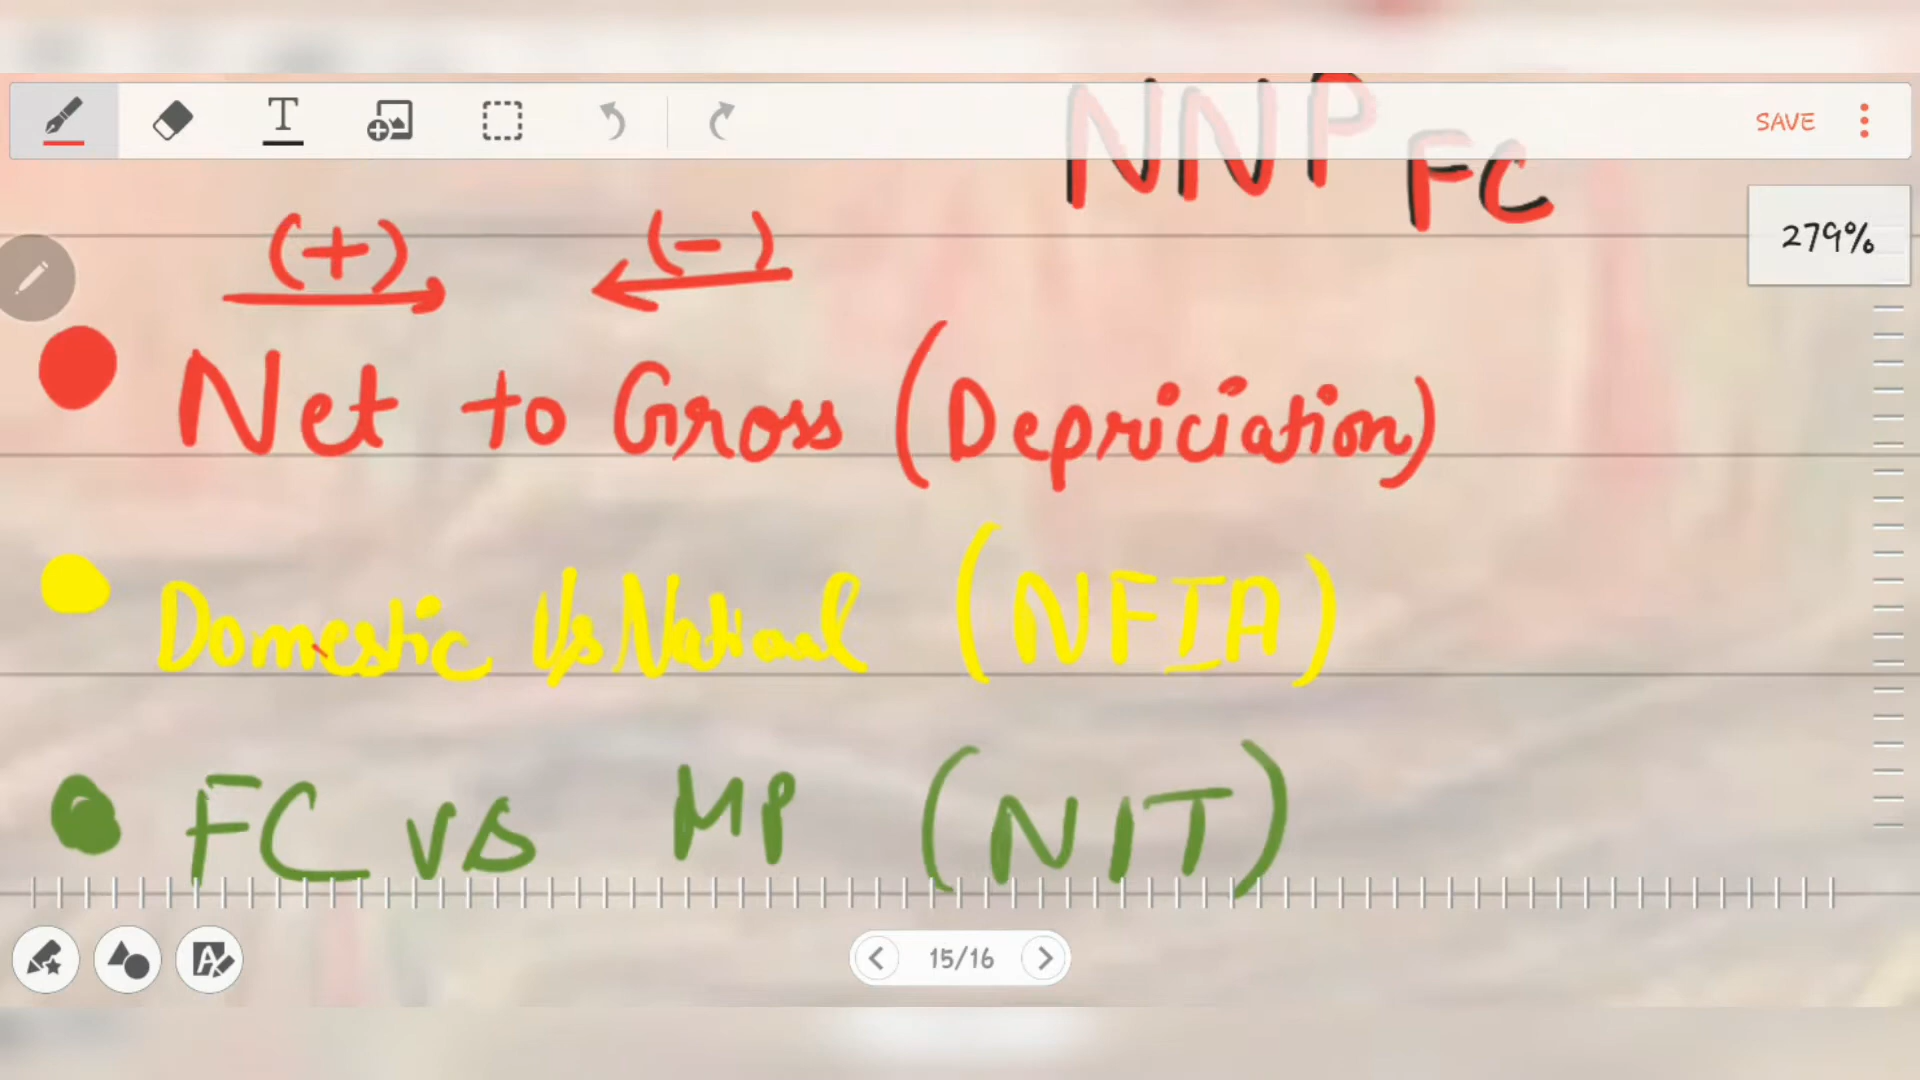 T
SAVE
NNP FC
279%
(+) (-)
Net to Gross (Depriciation)
Domestic Vs National (NFIA)
FC vs MP (NIT)
A
15/16